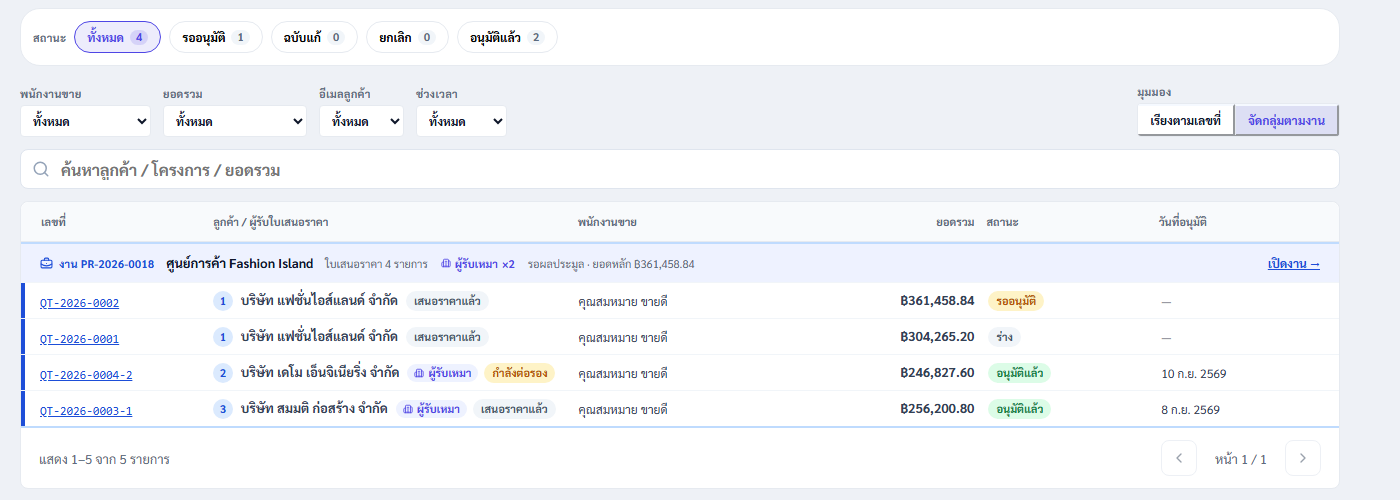 สถานะ ทั้งหมด 4 รออนุมัติ 1 ฉบับแก้ 0 ยกเลิก 0 อนุมัติแล้ว 2
พนักงานขาย ยอดรวม อีเมลลูกค้า ช่วงเวลา มุมมอง
ทั้งหมด ทั้งหมด ทั้งหมด ทั้งหมด เรียงตามเลขที่ จัดกลุ่มตามงาน
ค้นหาลูกค้า / โครงการ / ยอดรวม
เลขที่ ลูกค้า / ผู้รับใบเสนอราคา พนักงานขาย ยอดรวม สถานะ วันที่อนุมัติ
งาน PR-2026-0018 ศูนย์การค้า Fashion Island ใบเสนอราคา 4 รายการ ผู้รับเหมา ×2 รอผลประมูล · ยอดหลัก ฿361,458.84 เปิดงาน →
QT-2026-0002 1 บริษัท แฟชั่นไอส์แลนด์ จำกัด เสนอราคาแล้ว คุณสมหมาย ขายดี ฿361,458.84 รออนุมัติ —
QT-2026-0001 1 บริษัท แฟชั่นไอส์แลนด์ จำกัด เสนอราคาแล้ว คุณสมหมาย ขายดี ฿304,265.20 ร่าง —
QT-2026-0004-2 2 บริษัท เดโม เอ็นจิเนียริ่ง จำกัด ผู้รับเหมา กำลังต่อรอง คุณสมหมาย ขายดี ฿246,827.60 อนุมัติแล้ว 10 ก.ย. 2569
QT-2026-0003-1 3 บริษัท สมมติ ก่อสร้าง จำกัด ผู้รับเหมา เสนอราคาแล้ว คุณสมหมาย ขายดี ฿256,200.80 อนุมัติแล้ว 8 ก.ย. 2569
แสดง 1–5 จาก 5 รายการ หน้า 1 / 1